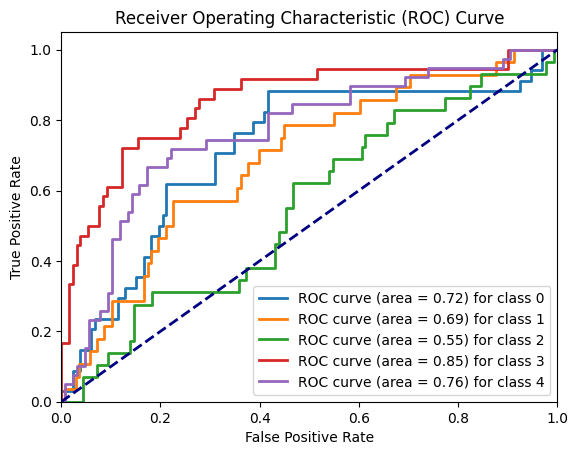 Receiver Operating Characteristic (ROC) Curve
True Positive Rate
1.0
0.8
0.6
0.4
0.2
0.0
0.0 0.2 0.4 0.6 0.8 1.0
False Positive Rate
ROC curve (area = 0.72) for class 0
ROC curve (area = 0.69) for class 1
ROC curve (area = 0.55) for class 2
ROC curve (area = 0.85) for class 3
ROC curve (area = 0.76) for class 4